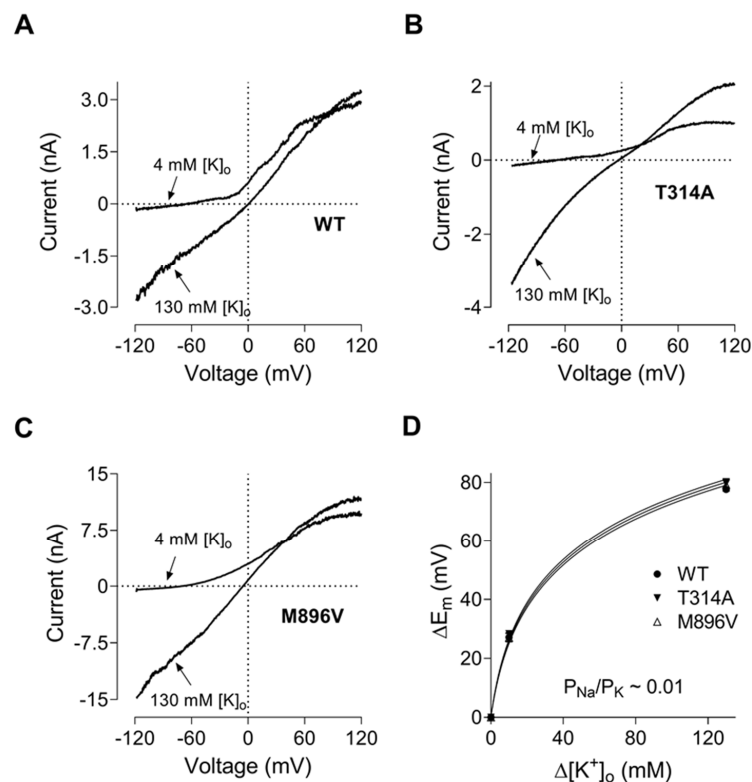 A
Current (nA)
3.0
1.5
0
-1.5
-3.0
4 mM [K]o
WT
130 mM [K]o
-120 -60 0 60 120
Voltage (mV)
B
Current (nA)
2
0
-2
-4
4 mM [K]o
T314A
130 mM [K]o
-120 -60 0 60 120
Voltage (mV)
C
Current (nA)
15
7.5
0
-7.5
-15
4 mM [K]o
M896V
130 mM [K]o
-120 -60 0 60 120
Voltage (mV)
D
ΔEm (mV)
80
60
40
20
0
WT
T314A
M896V
PNa/PK ~ 0.01
0 40 80 120
Δ[K+]o (mM)